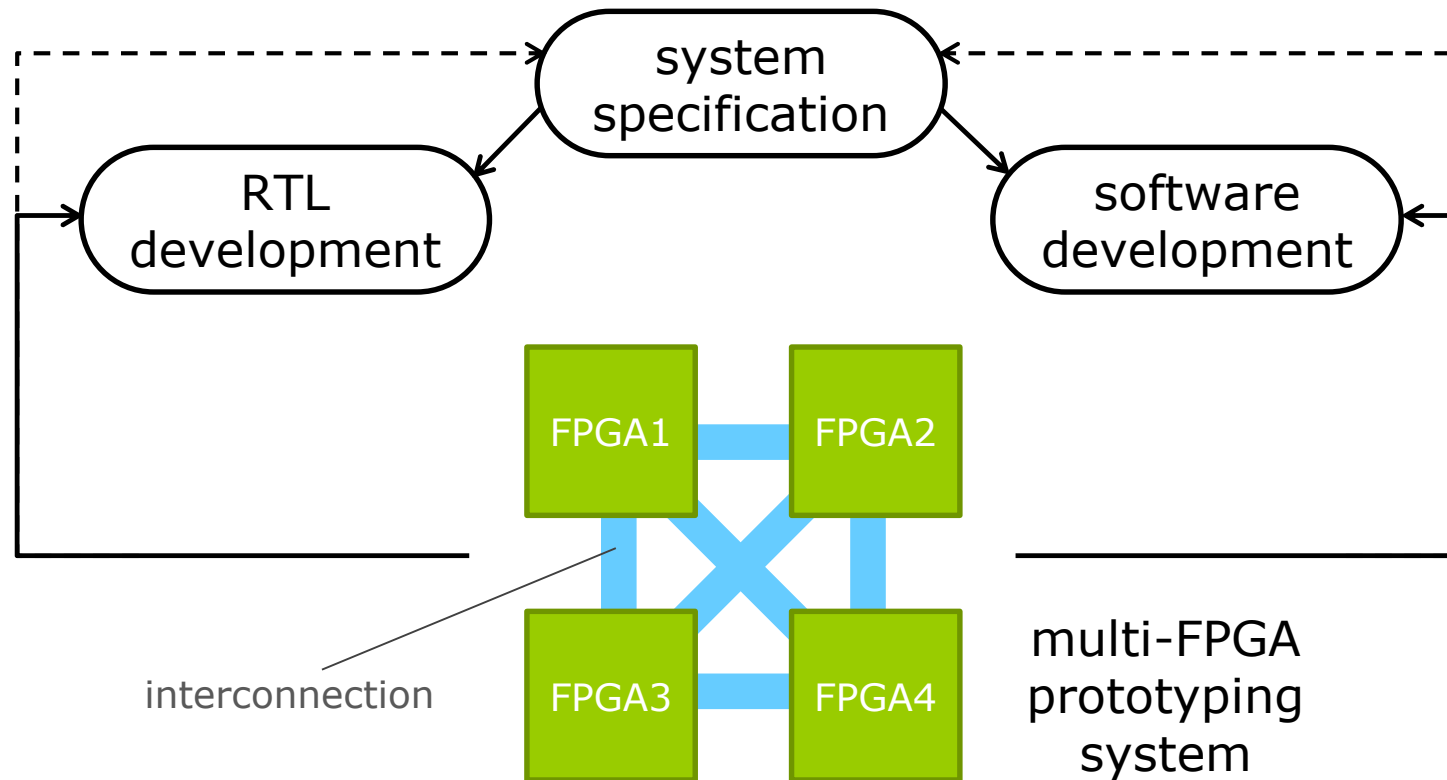 system
specification
RTL
development
software
development
FPGA1
FPGA2
interconnection
FPGA3
FPGA4
multi-FPGA
prototyping
system